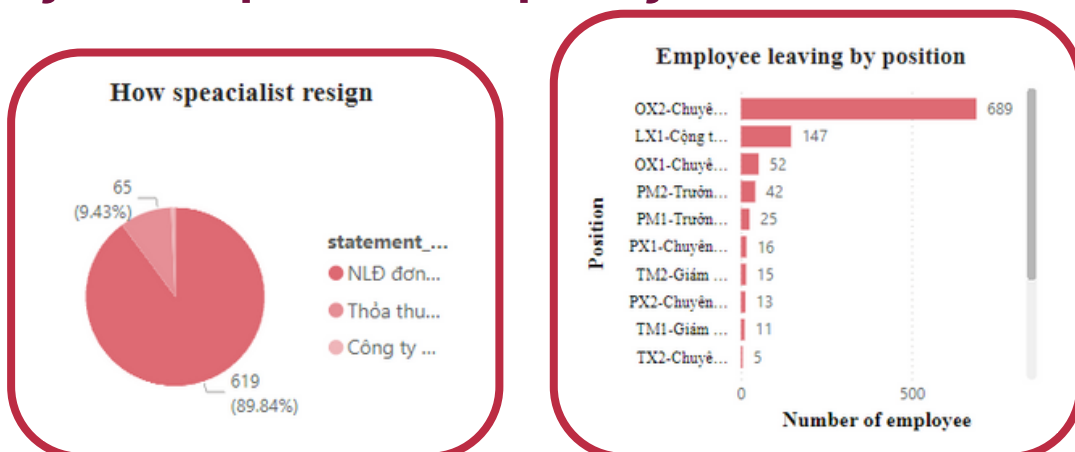 How speacialist resign
65
(9.43%)
619
(89.84%)
statement_...
NLĐ đơn...
Thỏa thu...
Công ty ...
Employee leaving by position
Position
OX2-Chuyê... 689
LX1-Cộng t... 147
OX1-Chuyê... 52
PM2-Trưởn... 42
PM1-Trưởn... 25
PX1-Chuyên... 16
TM2-Giám ... 15
PX2-Chuyên... 13
TM1-Giám ... 11
TX2-Chuyê... 5
0 500
Number of employee